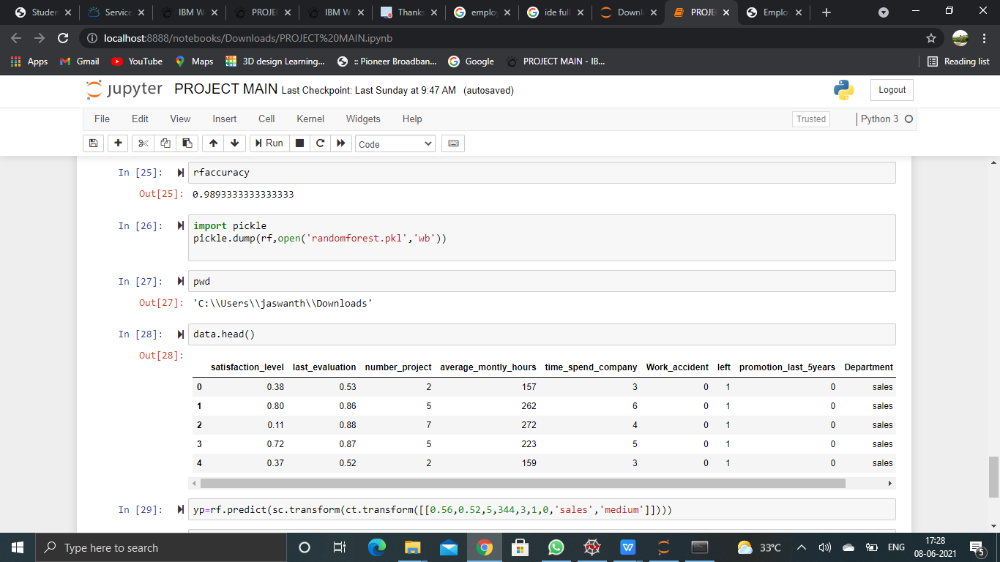 Studen Service IBM W PROJEC IBM W Thanks employ ide full Downl PROJE Emplo
localhost:8888/notebooks/Downloads/PROJECT%20MAIN.ipynb
Apps Gmail YouTube Maps 3D design Learning... :: Pioneer Broadban... Google PROJECT MAIN - IB... Reading list
jupyter PROJECT MAIN Last Checkpoint: Last Sunday at 9:47 AM (autosaved) Logout
File Edit View Insert Cell Kernel Widgets Help Trusted Python 3
Run Code
In [25]: rfaccuracy
Out[25]: 0.9893333333333333
In [26]: import pickle
pickle.dump(rf,open('randomforest.pkl','wb'))
In [27]: pwd
Out[27]: 'C:\\Users\\jaswanth\\Downloads'
In [28]: data.head()
Out[28]:
satisfaction_level last_evaluation number_project average_montly_hours time_spend_company Work_accident left promotion_last_5years Department
0 0.38 0.53 2 157 3 0 1 0 sales
1 0.80 0.86 5 262 6 0 1 0 sales
2 0.11 0.88 7 272 4 0 1 0 sales
3 0.72 0.87 5 223 5 0 1 0 sales
4 0.37 0.52 2 159 3 0 1 0 sales
In [29]: yp=rf.predict(sc.transform(ct.transform([[0.56,0.52,5,344,3,1,0,'sales','medium']])))
Type here to search 33°C ENG 17:28
08-06-2021 5